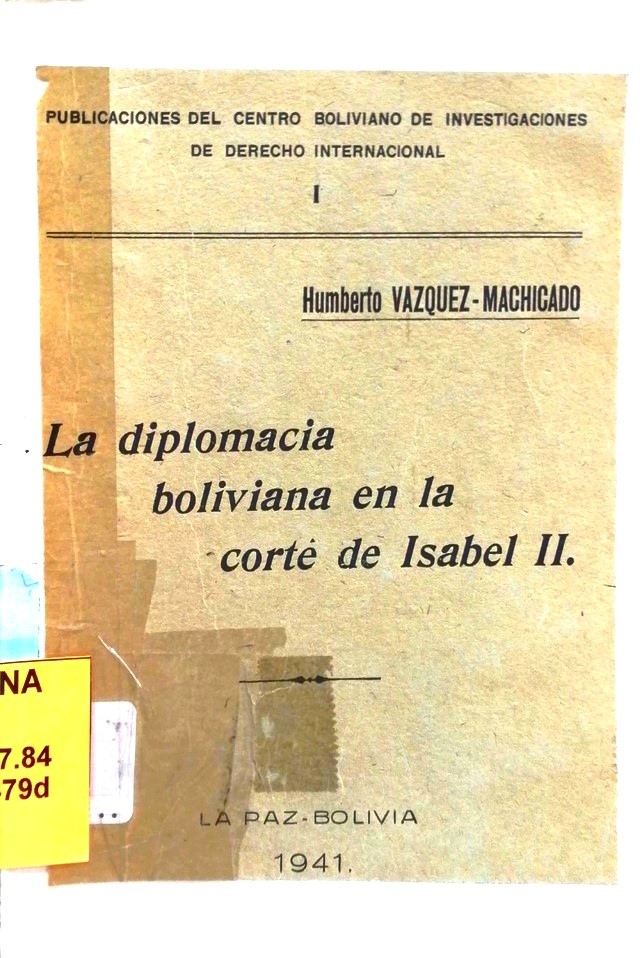 PUBLICACIONES DEL CENTRO BOLIVIANO DE INVESTIGACIONES
DE DERECHO INTERNACIONAL
I
Humberto VAZQUEZ-MACHICADO
La diplomacia
boliviana en la
corte de Isabel II.
NA
7.84
79d
LA PAZ-BOLIVIA
1941.